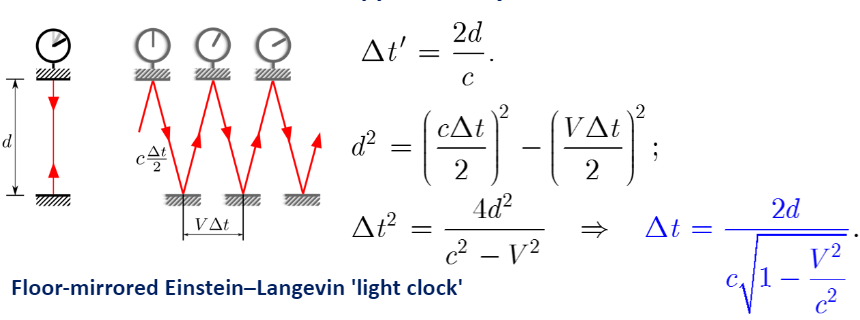 Δt′ = 2d/c.
d
c Δt/2
d² = (cΔt/2)² − (VΔt/2)² ;
VΔt
Δt² = 4d²/(c² − V²) ⇒ Δt = 2d/(c√(1 − V²/c²)).
Floor-mirrored Einstein–Langevin 'light clock'